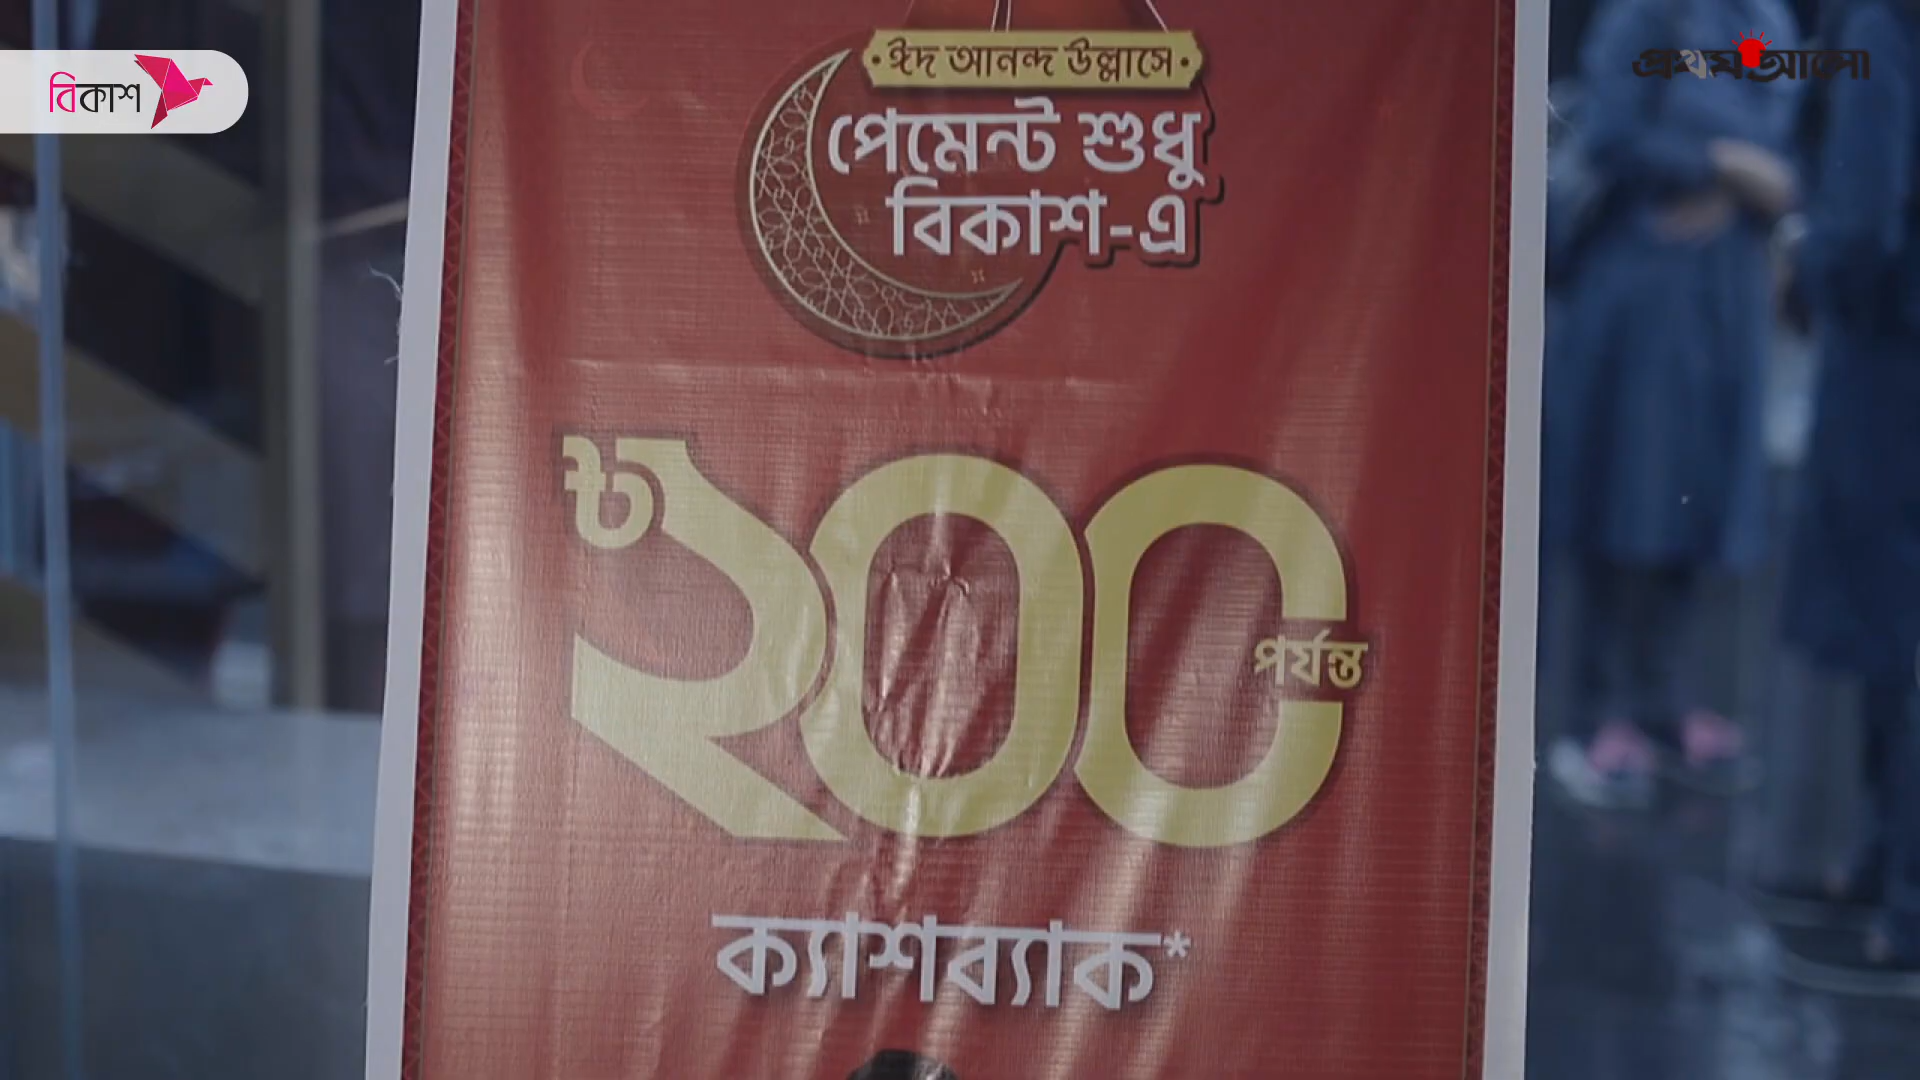 বিকাশ
প্রথম আলো
ঈদ আনন্দ উল্লাসে
পেমেন্ট শুধু
বিকাশ-এ
৳২০০
পর্যন্ত
ক্যাশব্যাক*